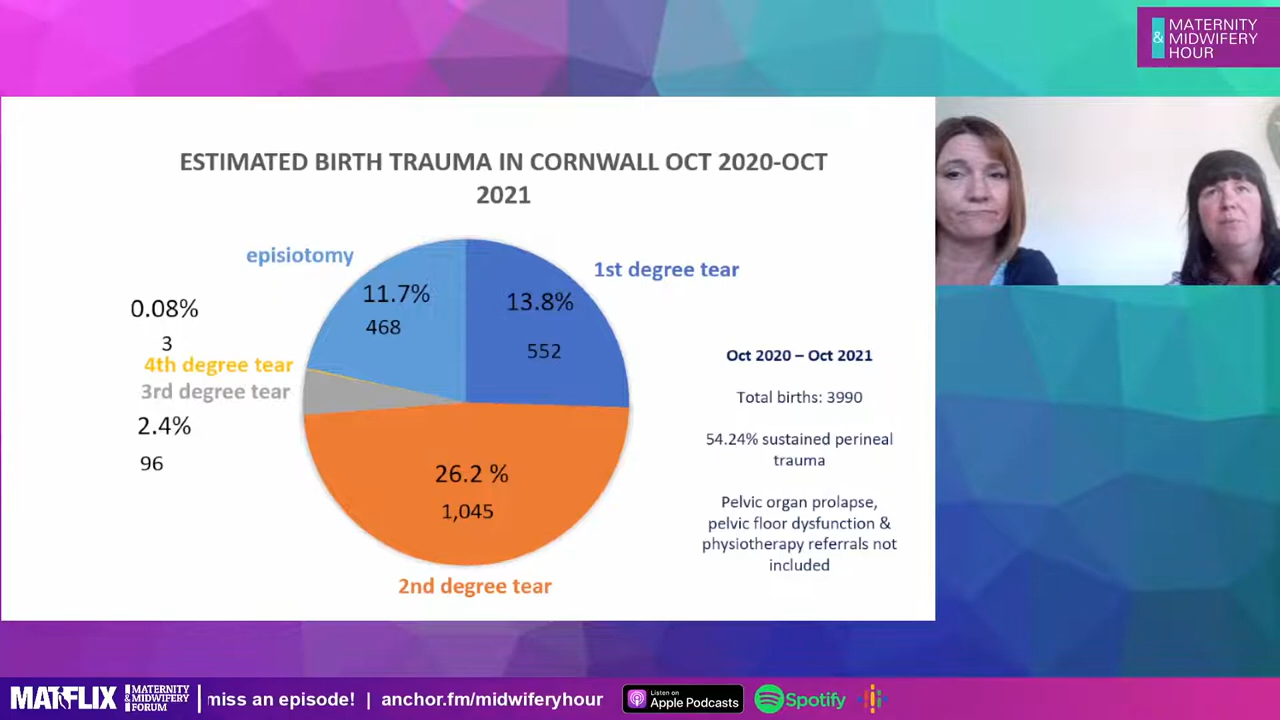 MATERNITY
& MIDWIFERY
HOUR
ESTIMATED BIRTH TRAUMA IN CORNWALL OCT 2020-OCT
2021
episiotomy
1st degree tear
11.7%
468
13.8%
552
0.08%
3
4th degree tear
3rd degree tear
2.4%
96
26.2 %
1,045
2nd degree tear
Oct 2020 – Oct 2021
Total births: 3990
54.24% sustained perineal
trauma
Pelvic organ prolapse,
pelvic floor dysfunction &
physiotherapy referrals not
included
MATFLIX
MATERNITY
&MIDWIFERY
FORUM
miss an episode! | anchor.fm/midwiferyhour
Listen on
Apple Podcasts
Spotify